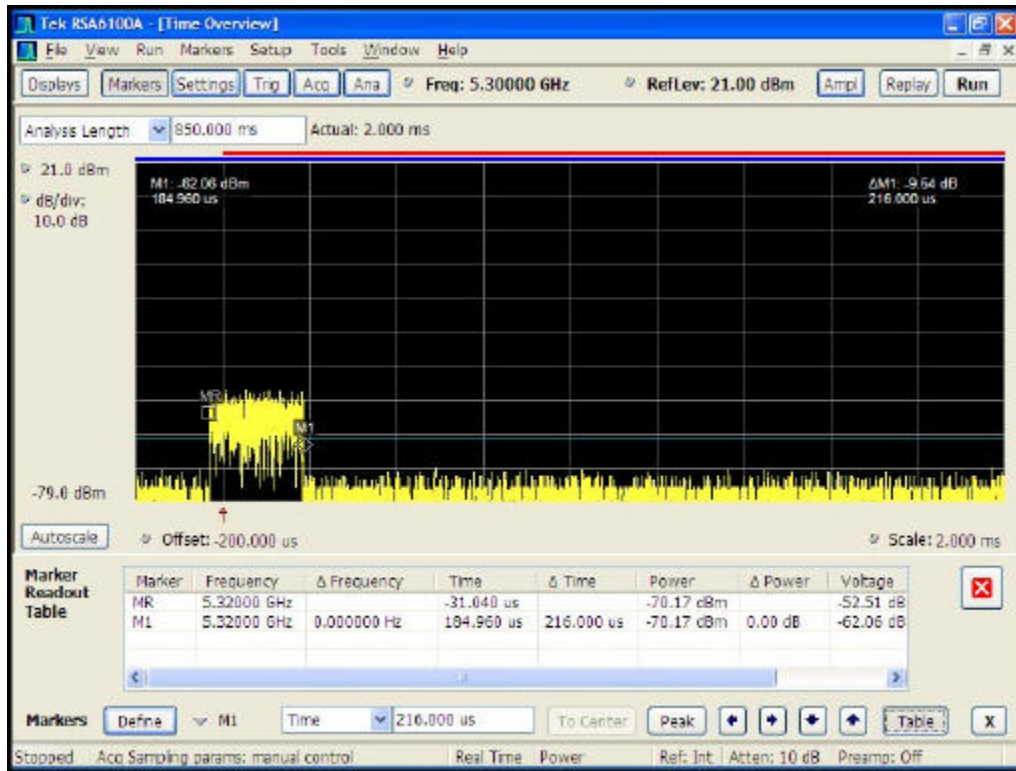 Tek RSA6100A - [Time Overview]
File View Run Markers Setup Tools Window Help
Displays Markers Settings Trig Acq Ana Freq: 5.30000 GHz RefLev: 21.00 dBm Ampl Replay Run
Analysis Length 850.000 ms Actual: 2.000 ms
21.0 dBm
dB/div:
10.0 dB
M1: -62.06 dBm
184.960 us
ΔM1: -9.64 dB
216.000 us
MR
M1
-79.0 dBm
Autoscale Offset: -200.000 us Scale: 2.000 ms
Marker Readout Table
Marker Frequency Δ Frequency Time Δ Time Power Δ Power Voltage
MR 5.32000 GHz -31.040 us -70.17 dBm -52.51 dB
M1 5.32000 GHz 0.000000 Hz 184.960 us 216.000 us -70.17 dBm 0.00 dB -62.06 dB
Markers Define M1 Time 216.000 us To Center Peak Table X
Stopped Acq Sampling params: manual control Real Time Power Ref: Int Atten: 10 dB Preamp: Off